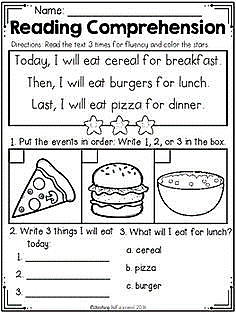 Name:
Reading Comprehension
Directions: Read the text 3 times for fluency and color the stars.
Today, I will eat cereal for breakfast.
Then, I will eat burgers for lunch.
Last, I will eat pizza for dinner.
1 2 3
1. Put the events in order: Write 1, 2, or 3 in the box.
2. Write 3 things I will eat today:
1.
2.
3.
3. What will I eat for lunch?
a. cereal
b. pizza
c. burger